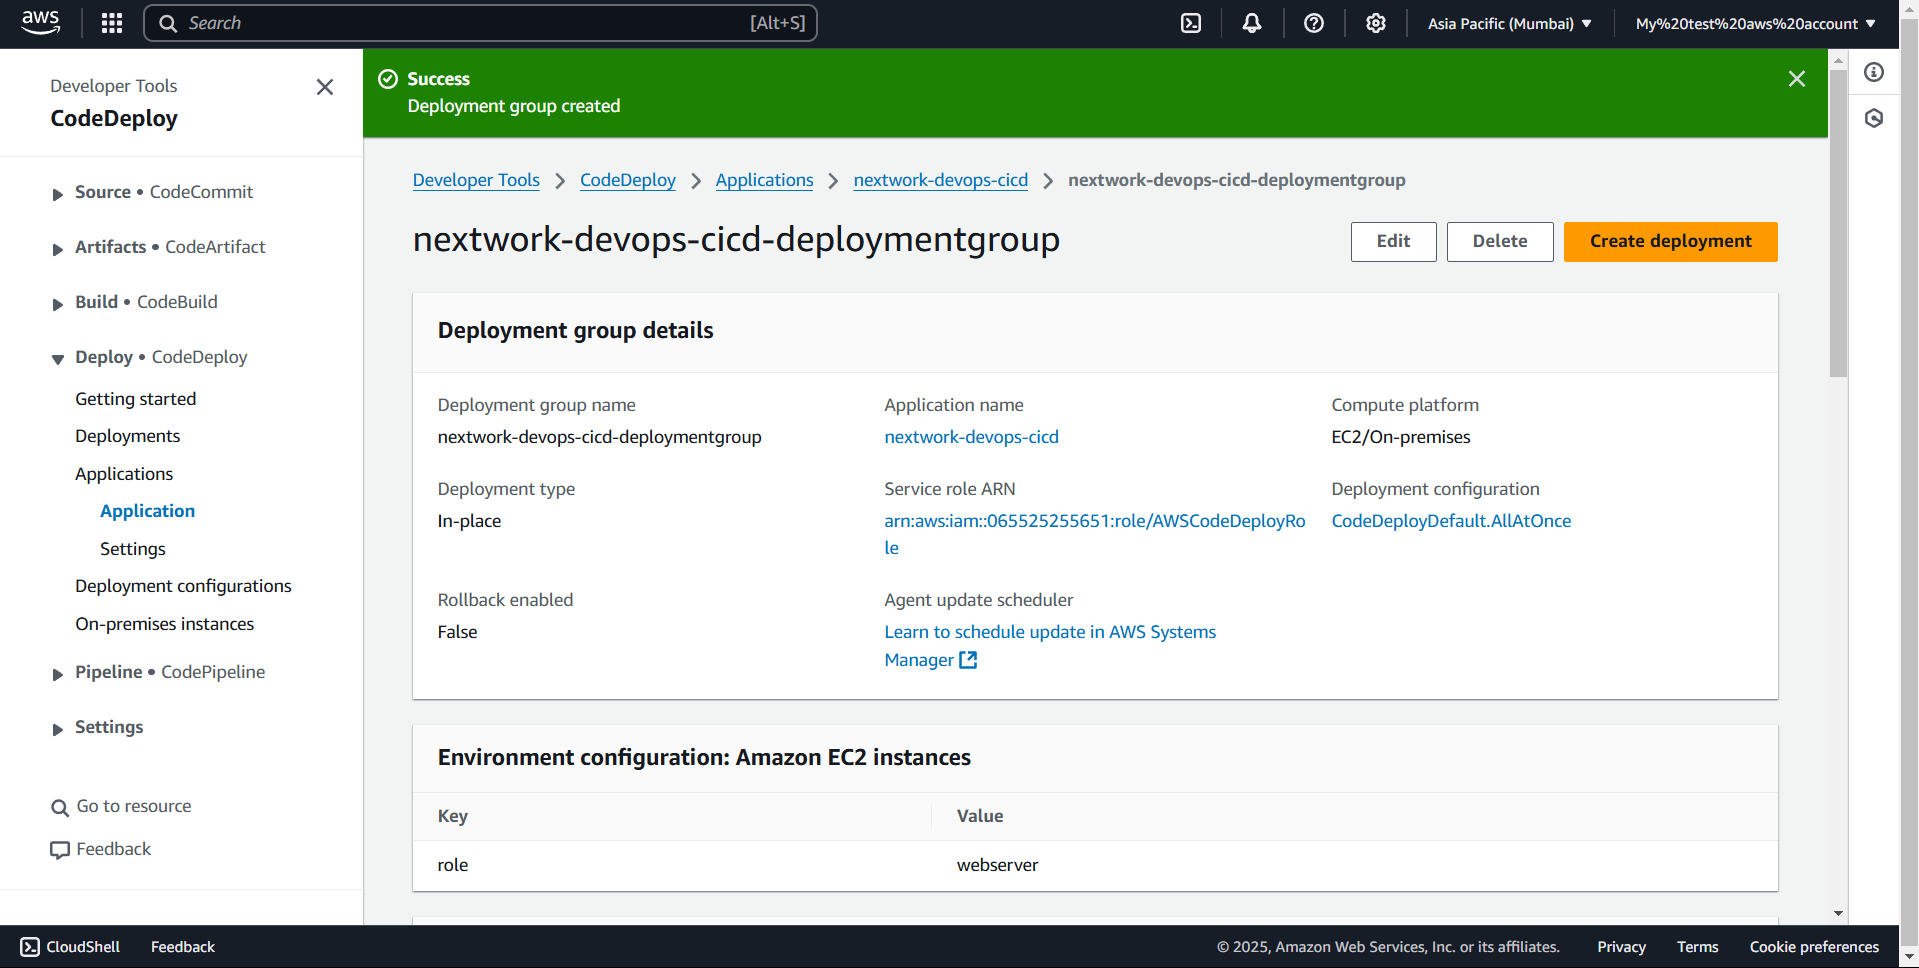 aws
Search [Alt+S]
Asia Pacific (Mumbai)
My%20test%20aws%20account
Developer Tools
CodeDeploy
Source • CodeCommit
Artifacts • CodeArtifact
Build • CodeBuild
Deploy • CodeDeploy
Getting started
Deployments
Applications
Application
Settings
Deployment configurations
On-premises instances
Pipeline • CodePipeline
Settings
Go to resource
Feedback
Success
Deployment group created
Developer Tools > CodeDeploy > Applications > nextwork-devops-cicd > nextwork-devops-cicd-deploymentgroup
nextwork-devops-cicd-deploymentgroup
Edit
Delete
Create deployment
Deployment group details
Deployment group name
nextwork-devops-cicd-deploymentgroup
Application name
nextwork-devops-cicd
Compute platform
EC2/On-premises
Deployment type
In-place
Service role ARN
arn:aws:iam::065525255651:role/AWSCodeDeployRo
le
Deployment configuration
CodeDeployDefault.AllAtOnce
Rollback enabled
False
Agent update scheduler
Learn to schedule update in AWS Systems
Manager
Environment configuration: Amazon EC2 instances
Key Value
role webserver
CloudShell Feedback
© 2025, Amazon Web Services, Inc. or its affiliates. Privacy Terms Cookie preferences